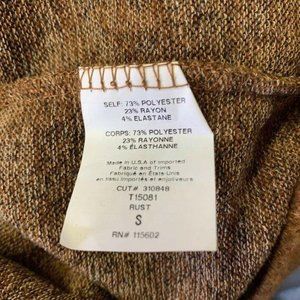 SELF: 73% POLYESTER
23% RAYON
4% ELASTANE
CORPS: 73% POLYESTER
23% RAYONNE
4% ELASTHANNE
Made in U.S.A of imported
Fabric and Trims
Fabriqué en États-Unis
en tissu importés et enjoliveurs
CUT# 310848
T15081
RUST
S
RN# 115602